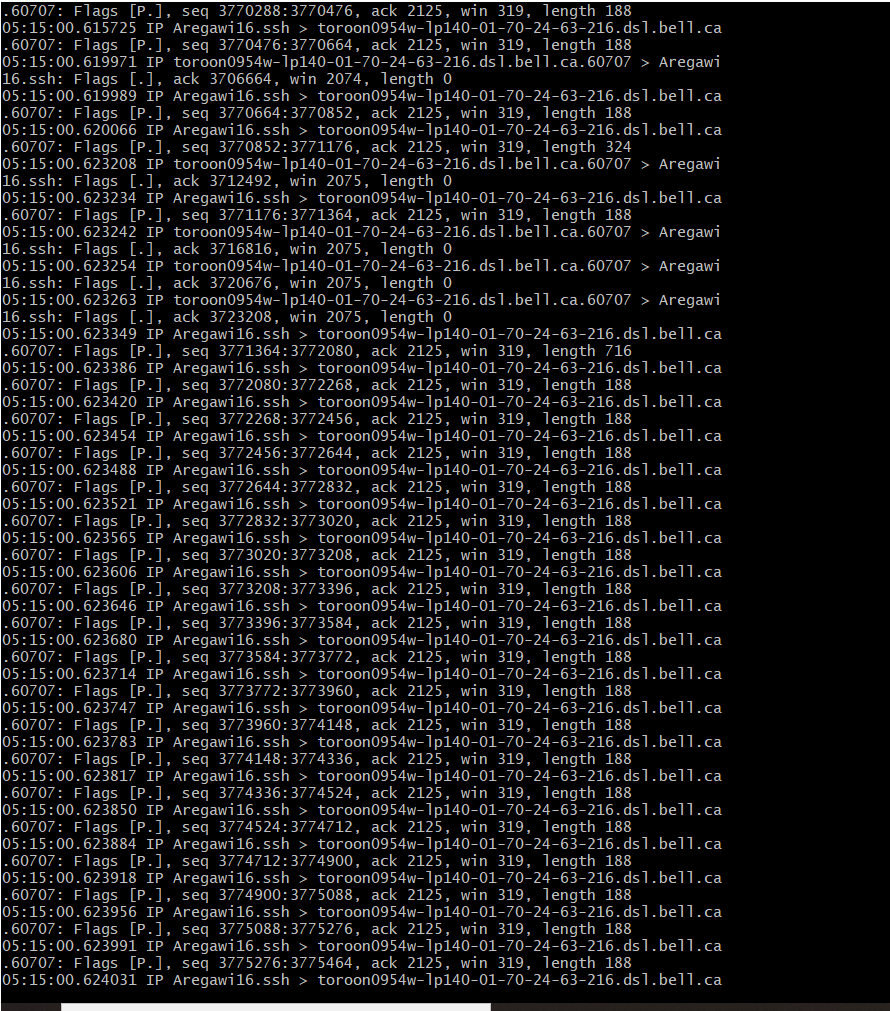 .60707: Flags [P.], seq 3770288:3770476, ack 2125, win 319, length 188
05:15:00.615725 IP Aregawi16.ssh > toroon0954w-lp140-01-70-24-63-216.dsl.bell.ca
.60707: Flags [P.], seq 3770476:3770664, ack 2125, win 319, length 188
05:15:00.619971 IP toroon0954w-lp140-01-70-24-63-216.dsl.bell.ca.60707 > Aregawi
16.ssh: Flags [.], ack 3706664, win 2074, length 0
05:15:00.619989 IP Aregawi16.ssh > toroon0954w-lp140-01-70-24-63-216.dsl.bell.ca
.60707: Flags [P.], seq 3770664:3770852, ack 2125, win 319, length 188
05:15:00.620066 IP Aregawi16.ssh > toroon0954w-lp140-01-70-24-63-216.dsl.bell.ca
.60707: Flags [P.], seq 3770852:3771176, ack 2125, win 319, length 324
05:15:00.623208 IP toroon0954w-lp140-01-70-24-63-216.dsl.bell.ca.60707 > Aregawi
16.ssh: Flags [.], ack 3712492, win 2075, length 0
05:15:00.623234 IP Aregawi16.ssh > toroon0954w-lp140-01-70-24-63-216.dsl.bell.ca
.60707: Flags [P.], seq 3771176:3771364, ack 2125, win 319, length 188
05:15:00.623242 IP toroon0954w-lp140-01-70-24-63-216.dsl.bell.ca.60707 > Aregawi
16.ssh: Flags [.], ack 3716816, win 2075, length 0
05:15:00.623254 IP toroon0954w-lp140-01-70-24-63-216.dsl.bell.ca.60707 > Aregawi
16.ssh: Flags [.], ack 3720676, win 2075, length 0
05:15:00.623263 IP toroon0954w-lp140-01-70-24-63-216.dsl.bell.ca.60707 > Aregawi
16.ssh: Flags [.], ack 3723208, win 2075, length 0
05:15:00.623349 IP Aregawi16.ssh > toroon0954w-lp140-01-70-24-63-216.dsl.bell.ca
.60707: Flags [P.], seq 3771364:3772080, ack 2125, win 319, length 716
05:15:00.623386 IP Aregawi16.ssh > toroon0954w-lp140-01-70-24-63-216.dsl.bell.ca
.60707: Flags [P.], seq 3772080:3772268, ack 2125, win 319, length 188
05:15:00.623420 IP Aregawi16.ssh > toroon0954w-lp140-01-70-24-63-216.dsl.bell.ca
.60707: Flags [P.], seq 3772268:3772456, ack 2125, win 319, length 188
05:15:00.623454 IP Aregawi16.ssh > toroon0954w-lp140-01-70-24-63-216.dsl.bell.ca
.60707: Flags [P.], seq 3772456:3772644, ack 2125, win 319, length 188
05:15:00.623488 IP Aregawi16.ssh > toroon0954w-lp140-01-70-24-63-216.dsl.bell.ca
.60707: Flags [P.], seq 3772644:3772832, ack 2125, win 319, length 188
05:15:00.623521 IP Aregawi16.ssh > toroon0954w-lp140-01-70-24-63-216.dsl.bell.ca
.60707: Flags [P.], seq 3772832:3773020, ack 2125, win 319, length 188
05:15:00.623565 IP Aregawi16.ssh > toroon0954w-lp140-01-70-24-63-216.dsl.bell.ca
.60707: Flags [P.], seq 3773020:3773208, ack 2125, win 319, length 188
05:15:00.623606 IP Aregawi16.ssh > toroon0954w-lp140-01-70-24-63-216.dsl.bell.ca
.60707: Flags [P.], seq 3773208:3773396, ack 2125, win 319, length 188
05:15:00.623646 IP Aregawi16.ssh > toroon0954w-lp140-01-70-24-63-216.dsl.bell.ca
.60707: Flags [P.], seq 3773396:3773584, ack 2125, win 319, length 188
05:15:00.623680 IP Aregawi16.ssh > toroon0954w-lp140-01-70-24-63-216.dsl.bell.ca
.60707: Flags [P.], seq 3773584:3773772, ack 2125, win 319, length 188
05:15:00.623714 IP Aregawi16.ssh > toroon0954w-lp140-01-70-24-63-216.dsl.bell.ca
.60707: Flags [P.], seq 3773772:3773960, ack 2125, win 319, length 188
05:15:00.623747 IP Aregawi16.ssh > toroon0954w-lp140-01-70-24-63-216.dsl.bell.ca
.60707: Flags [P.], seq 3773960:3774148, ack 2125, win 319, length 188
05:15:00.623783 IP Aregawi16.ssh > toroon0954w-lp140-01-70-24-63-216.dsl.bell.ca
.60707: Flags [P.], seq 3774148:3774336, ack 2125, win 319, length 188
05:15:00.623817 IP Aregawi16.ssh > toroon0954w-lp140-01-70-24-63-216.dsl.bell.ca
.60707: Flags [P.], seq 3774336:3774524, ack 2125, win 319, length 188
05:15:00.623850 IP Aregawi16.ssh > toroon0954w-lp140-01-70-24-63-216.dsl.bell.ca
.60707: Flags [P.], seq 3774524:3774712, ack 2125, win 319, length 188
05:15:00.623884 IP Aregawi16.ssh > toroon0954w-lp140-01-70-24-63-216.dsl.bell.ca
.60707: Flags [P.], seq 3774712:3774900, ack 2125, win 319, length 188
05:15:00.623918 IP Aregawi16.ssh > toroon0954w-lp140-01-70-24-63-216.dsl.bell.ca
.60707: Flags [P.], seq 3774900:3775088, ack 2125, win 319, length 188
05:15:00.623956 IP Aregawi16.ssh > toroon0954w-lp140-01-70-24-63-216.dsl.bell.ca
.60707: Flags [P.], seq 3775088:3775276, ack 2125, win 319, length 188
05:15:00.623991 IP Aregawi16.ssh > toroon0954w-lp140-01-70-24-63-216.dsl.bell.ca
.60707: Flags [P.], seq 3775276:3775464, ack 2125, win 319, length 188
05:15:00.624031 IP Aregawi16.ssh > toroon0954w-lp140-01-70-24-63-216.dsl.bell.ca